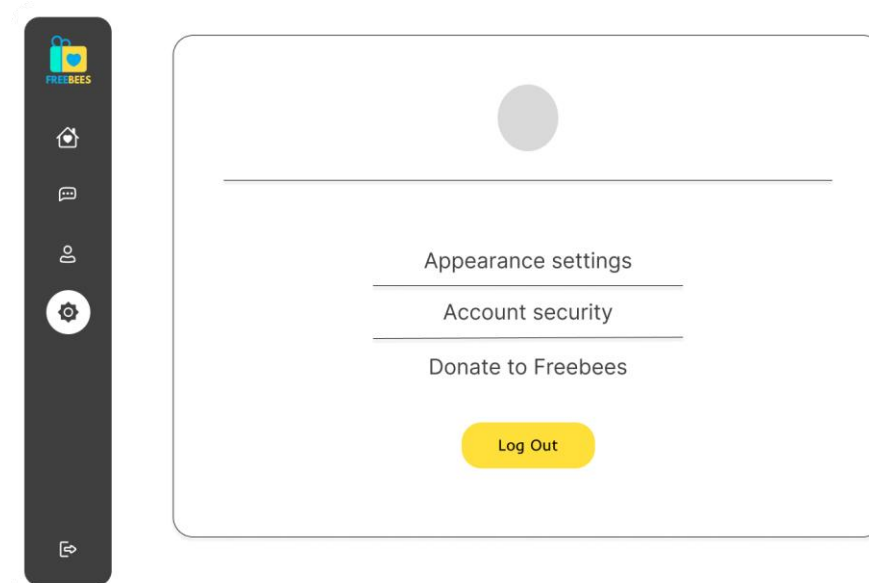 FREEBEES
Appearance settings
Account security
Donate to Freebees
Log Out